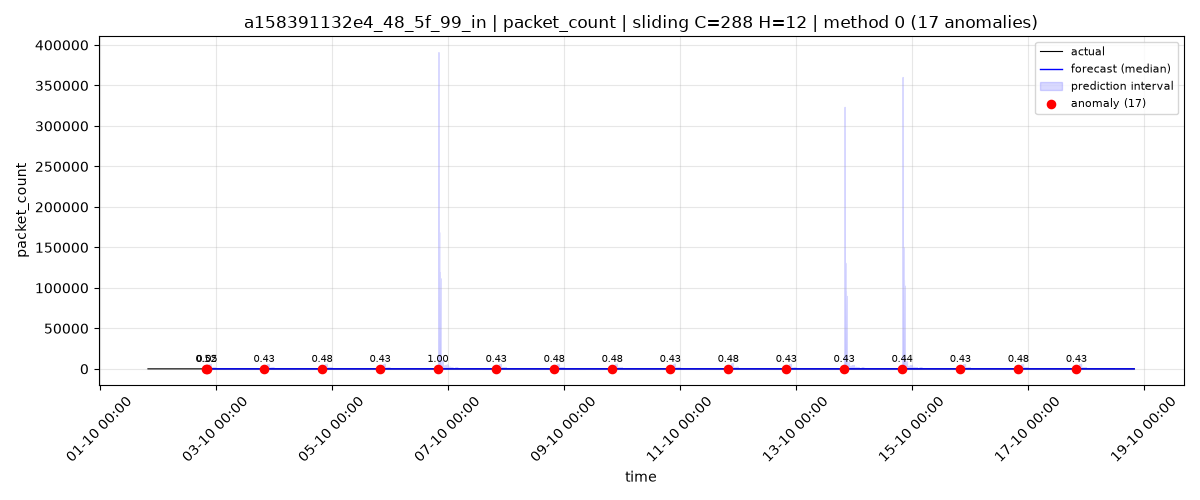 a158391132e4_48_5f_99_in | packet_count | sliding C=288 H=12 | method 0 (17 anomalies)
packet_count
400000
350000
300000
250000
200000
150000
100000
50000
0
actual
forecast (median)
prediction interval
anomaly (17)
0.43 0.48 0.43 1.00 0.43 0.48 0.48 0.43 0.48 0.43 0.43 0.44 0.43 0.48 0.43
01-10 00:00 03-10 00:00 05-10 00:00 07-10 00:00 09-10 00:00 11-10 00:00 13-10 00:00 15-10 00:00 17-10 00:00 19-10 00:00
time